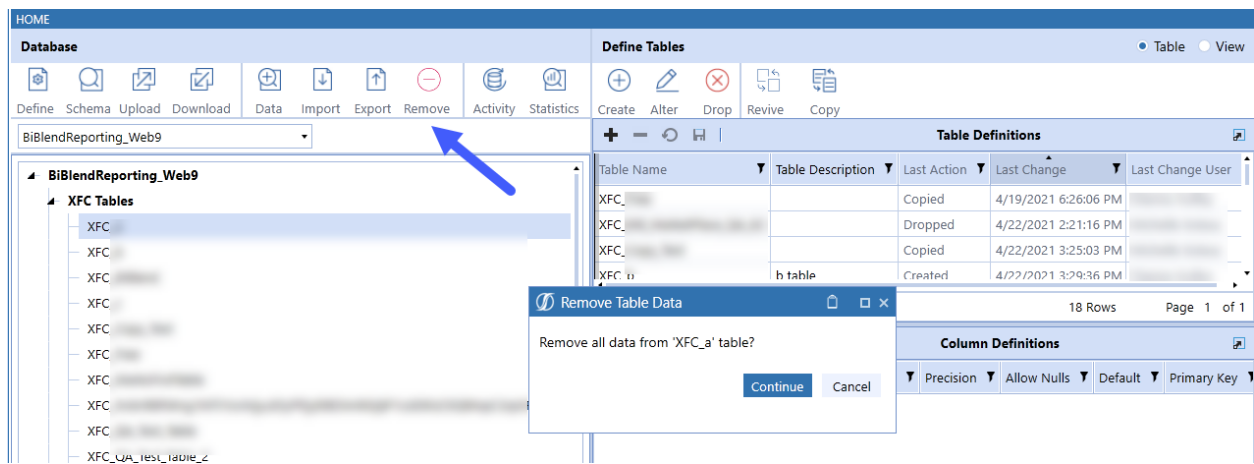 HOME
Database
Define Schema Upload Download Data Import Export Remove Activity Statistics
BiBlendReporting_Web9
BiBlendReporting_Web9
XFC Tables
XFC
XFC
XFC
XFC
XFC
XFC
XFC
XFC
XFC
XFC_QA_Test_Table_2
Define Tables
Table View
Create Alter Drop Revive Copy
Table Definitions
Table Name Table Description Last Action Last Change Last Change User
XFC_ Copied 4/19/2021 6:26:06 PM
XFC_ Dropped 4/22/2021 2:21:16 PM
XFC_ Copied 4/22/2021 3:25:03 PM
XFC_b b table Created 4/22/2021 3:29:36 PM
18 Rows Page 1 of 1
Column Definitions
Precision Allow Nulls Default Primary Key
Remove Table Data
Remove all data from 'XFC_a' table?
Continue Cancel